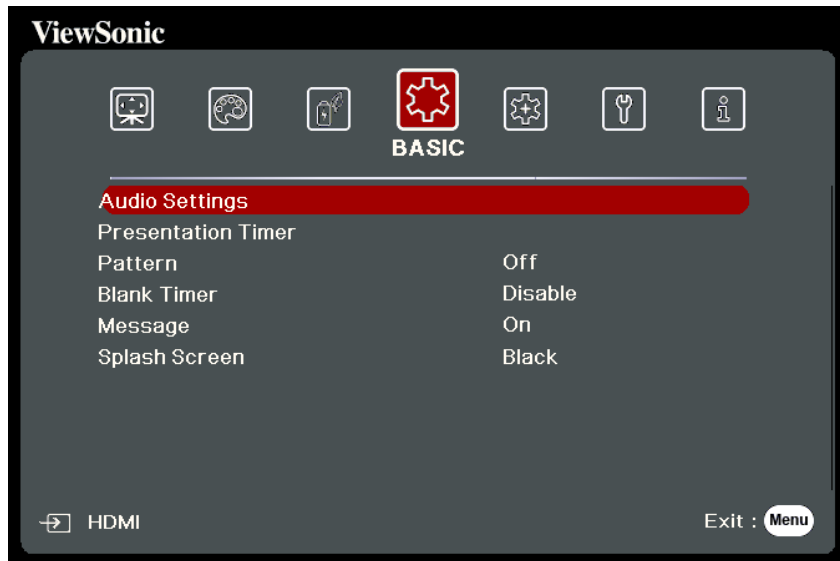 ViewSonic
BASIC
Audio Settings
Presentation Timer
Pattern Off
Blank Timer Disable
Message On
Splash Screen Black
HDMI Exit : Menu